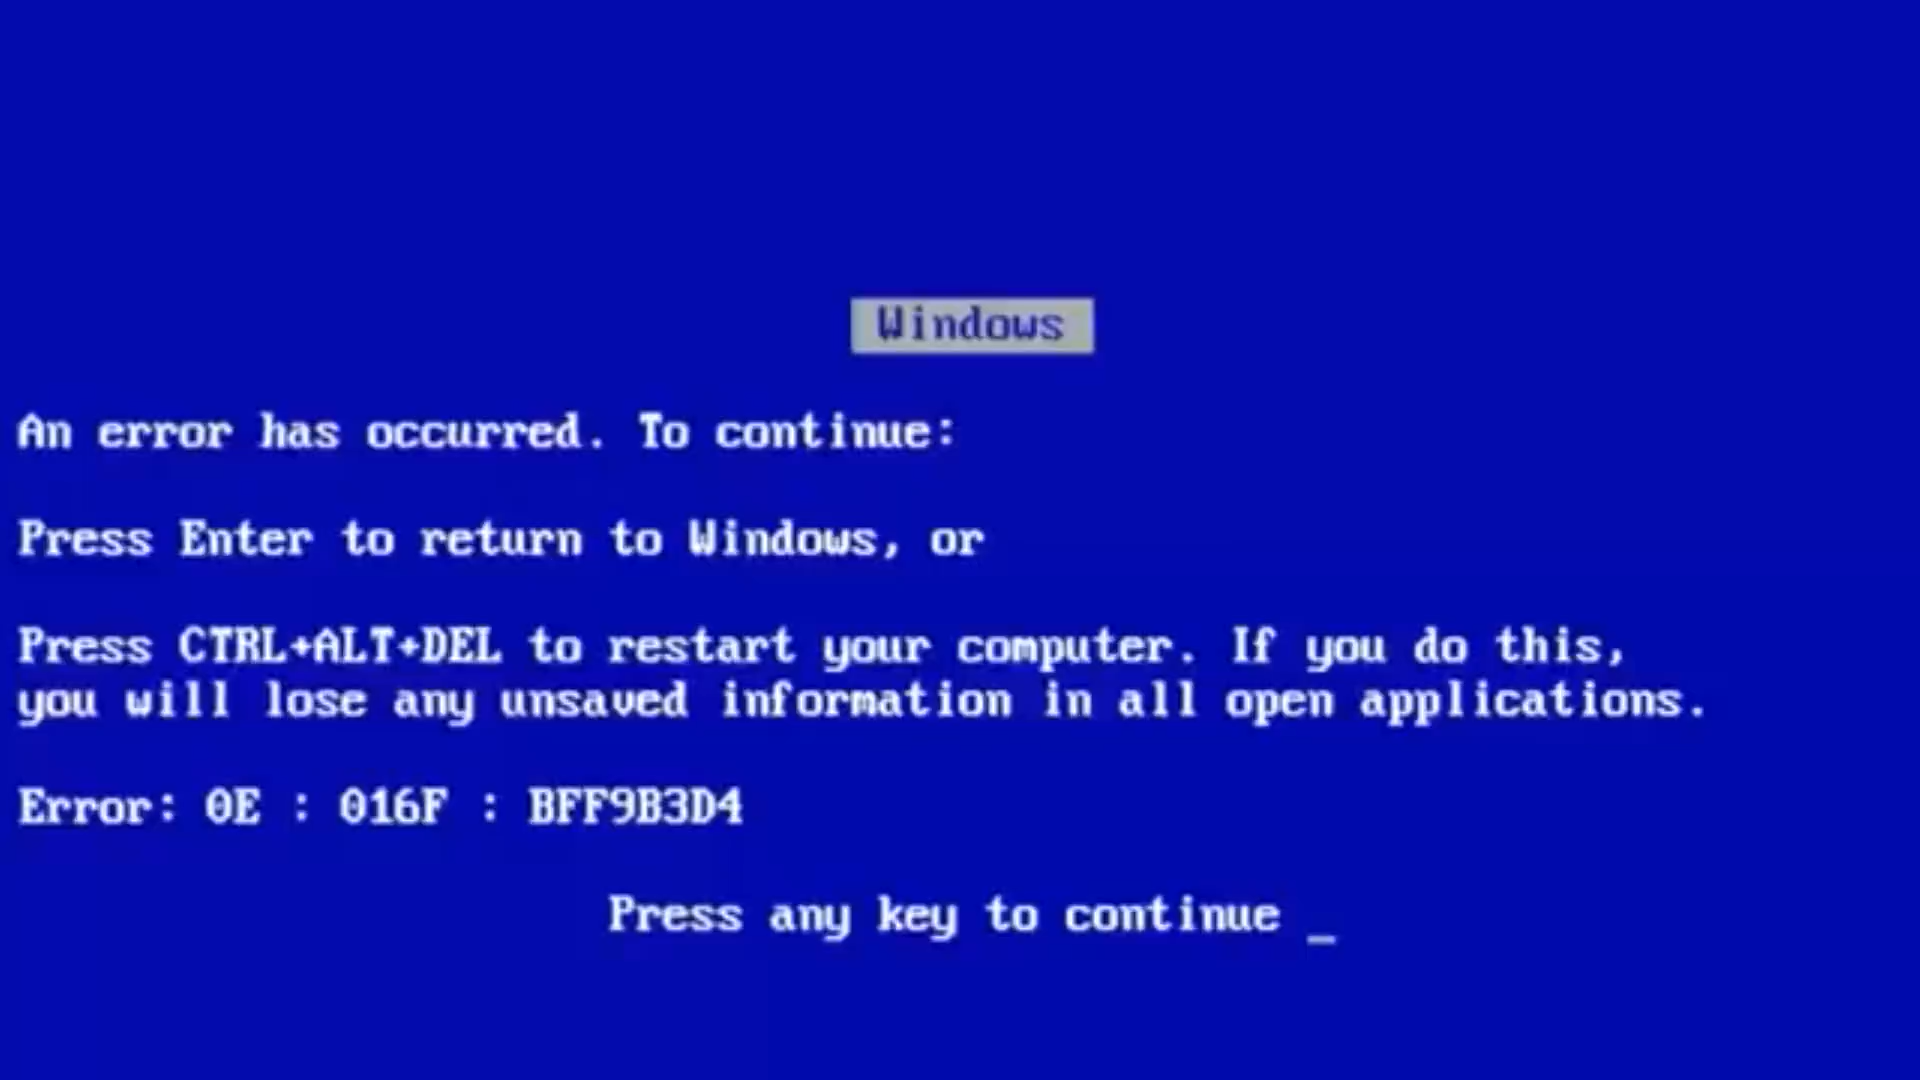 Windows
An error has occurred. To continue:
Press Enter to return to Windows, or
Press CTRL+ALT+DEL to restart your computer. If you do this,
you will lose any unsaved information in all open applications.
Error: 0E : 016F : BFF9B3D4
Press any key to continue _